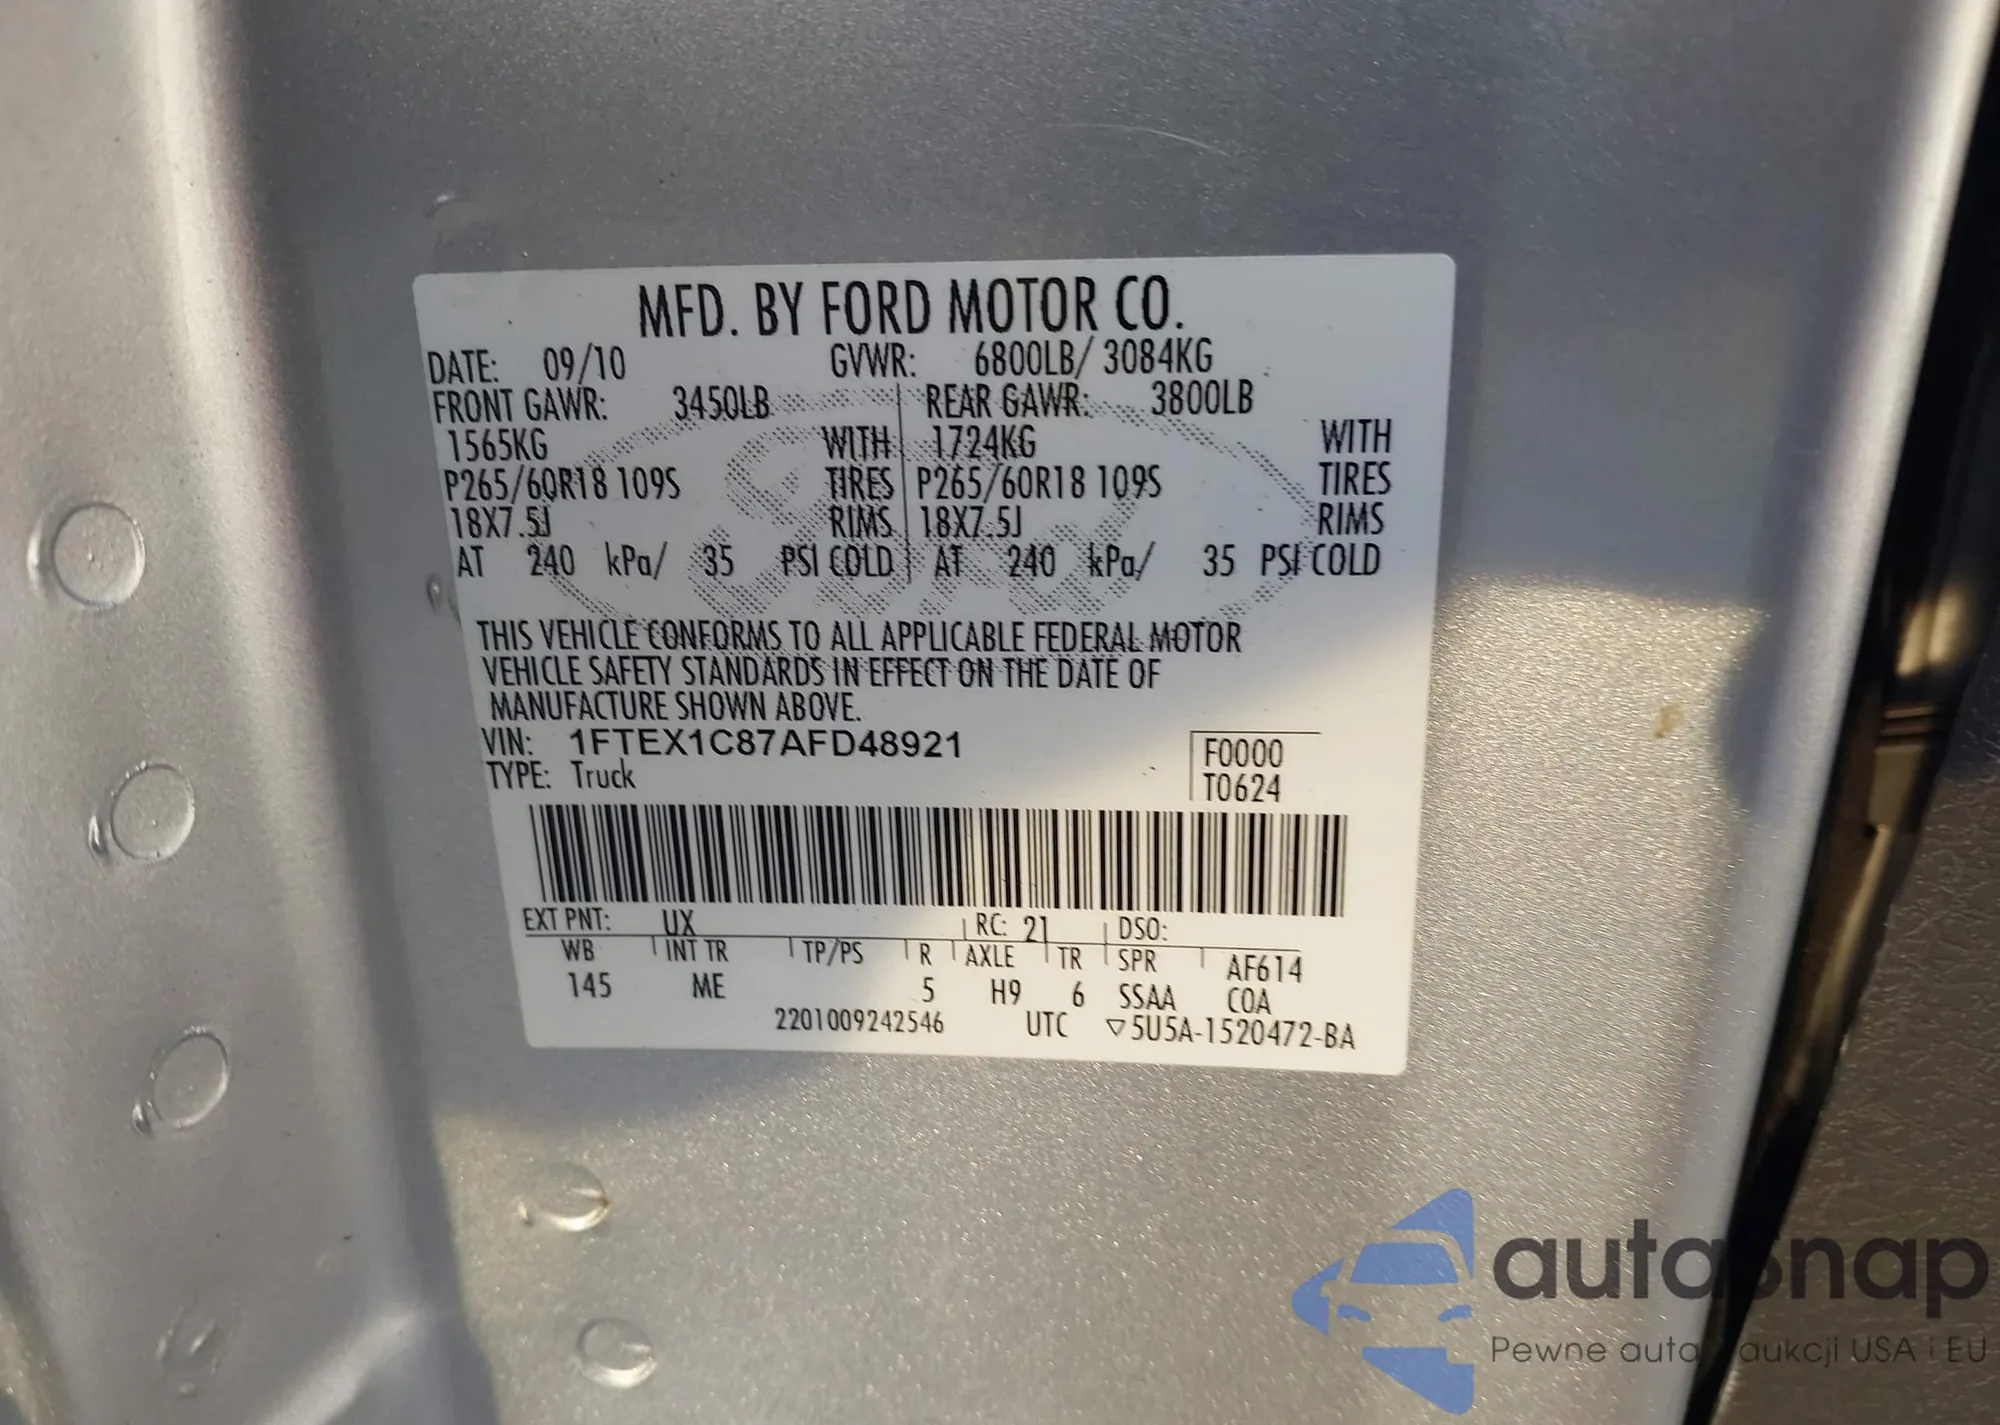 MFD. BY FORD MOTOR CO.
DATE: 09/10 GVWR: 6800LB/ 3084KG
FRONT GAWR: 3450LB REAR GAWR: 3800LB
1565KG WITH 1724KG WITH
P265/60R18 109S TIRES P265/60R18 109S TIRES
18X7.5J RIMS 18X7.5J RIMS
AT 240 kPa/ 35 PSI COLD AT 240 kPa/ 35 PSI COLD
THIS VEHICLE CONFORMS TO ALL APPLICABLE FEDERAL MOTOR
VEHICLE SAFETY STANDARDS IN EFFECT ON THE DATE OF
MANUFACTURE SHOWN ABOVE.
VIN: 1FTEX1C87AFD48921 F0000
TYPE: Truck T0624
EXT PNT: UX RC: 21 DSO:
WB INT TR TP/PS R AXLE TR SPR AF614
145 ME 5 H9 6 SSAA COA
2201009242546 UTC ▽5U5A-1520472-BA
autosnap
Pewne auta z aukcji USA i EU